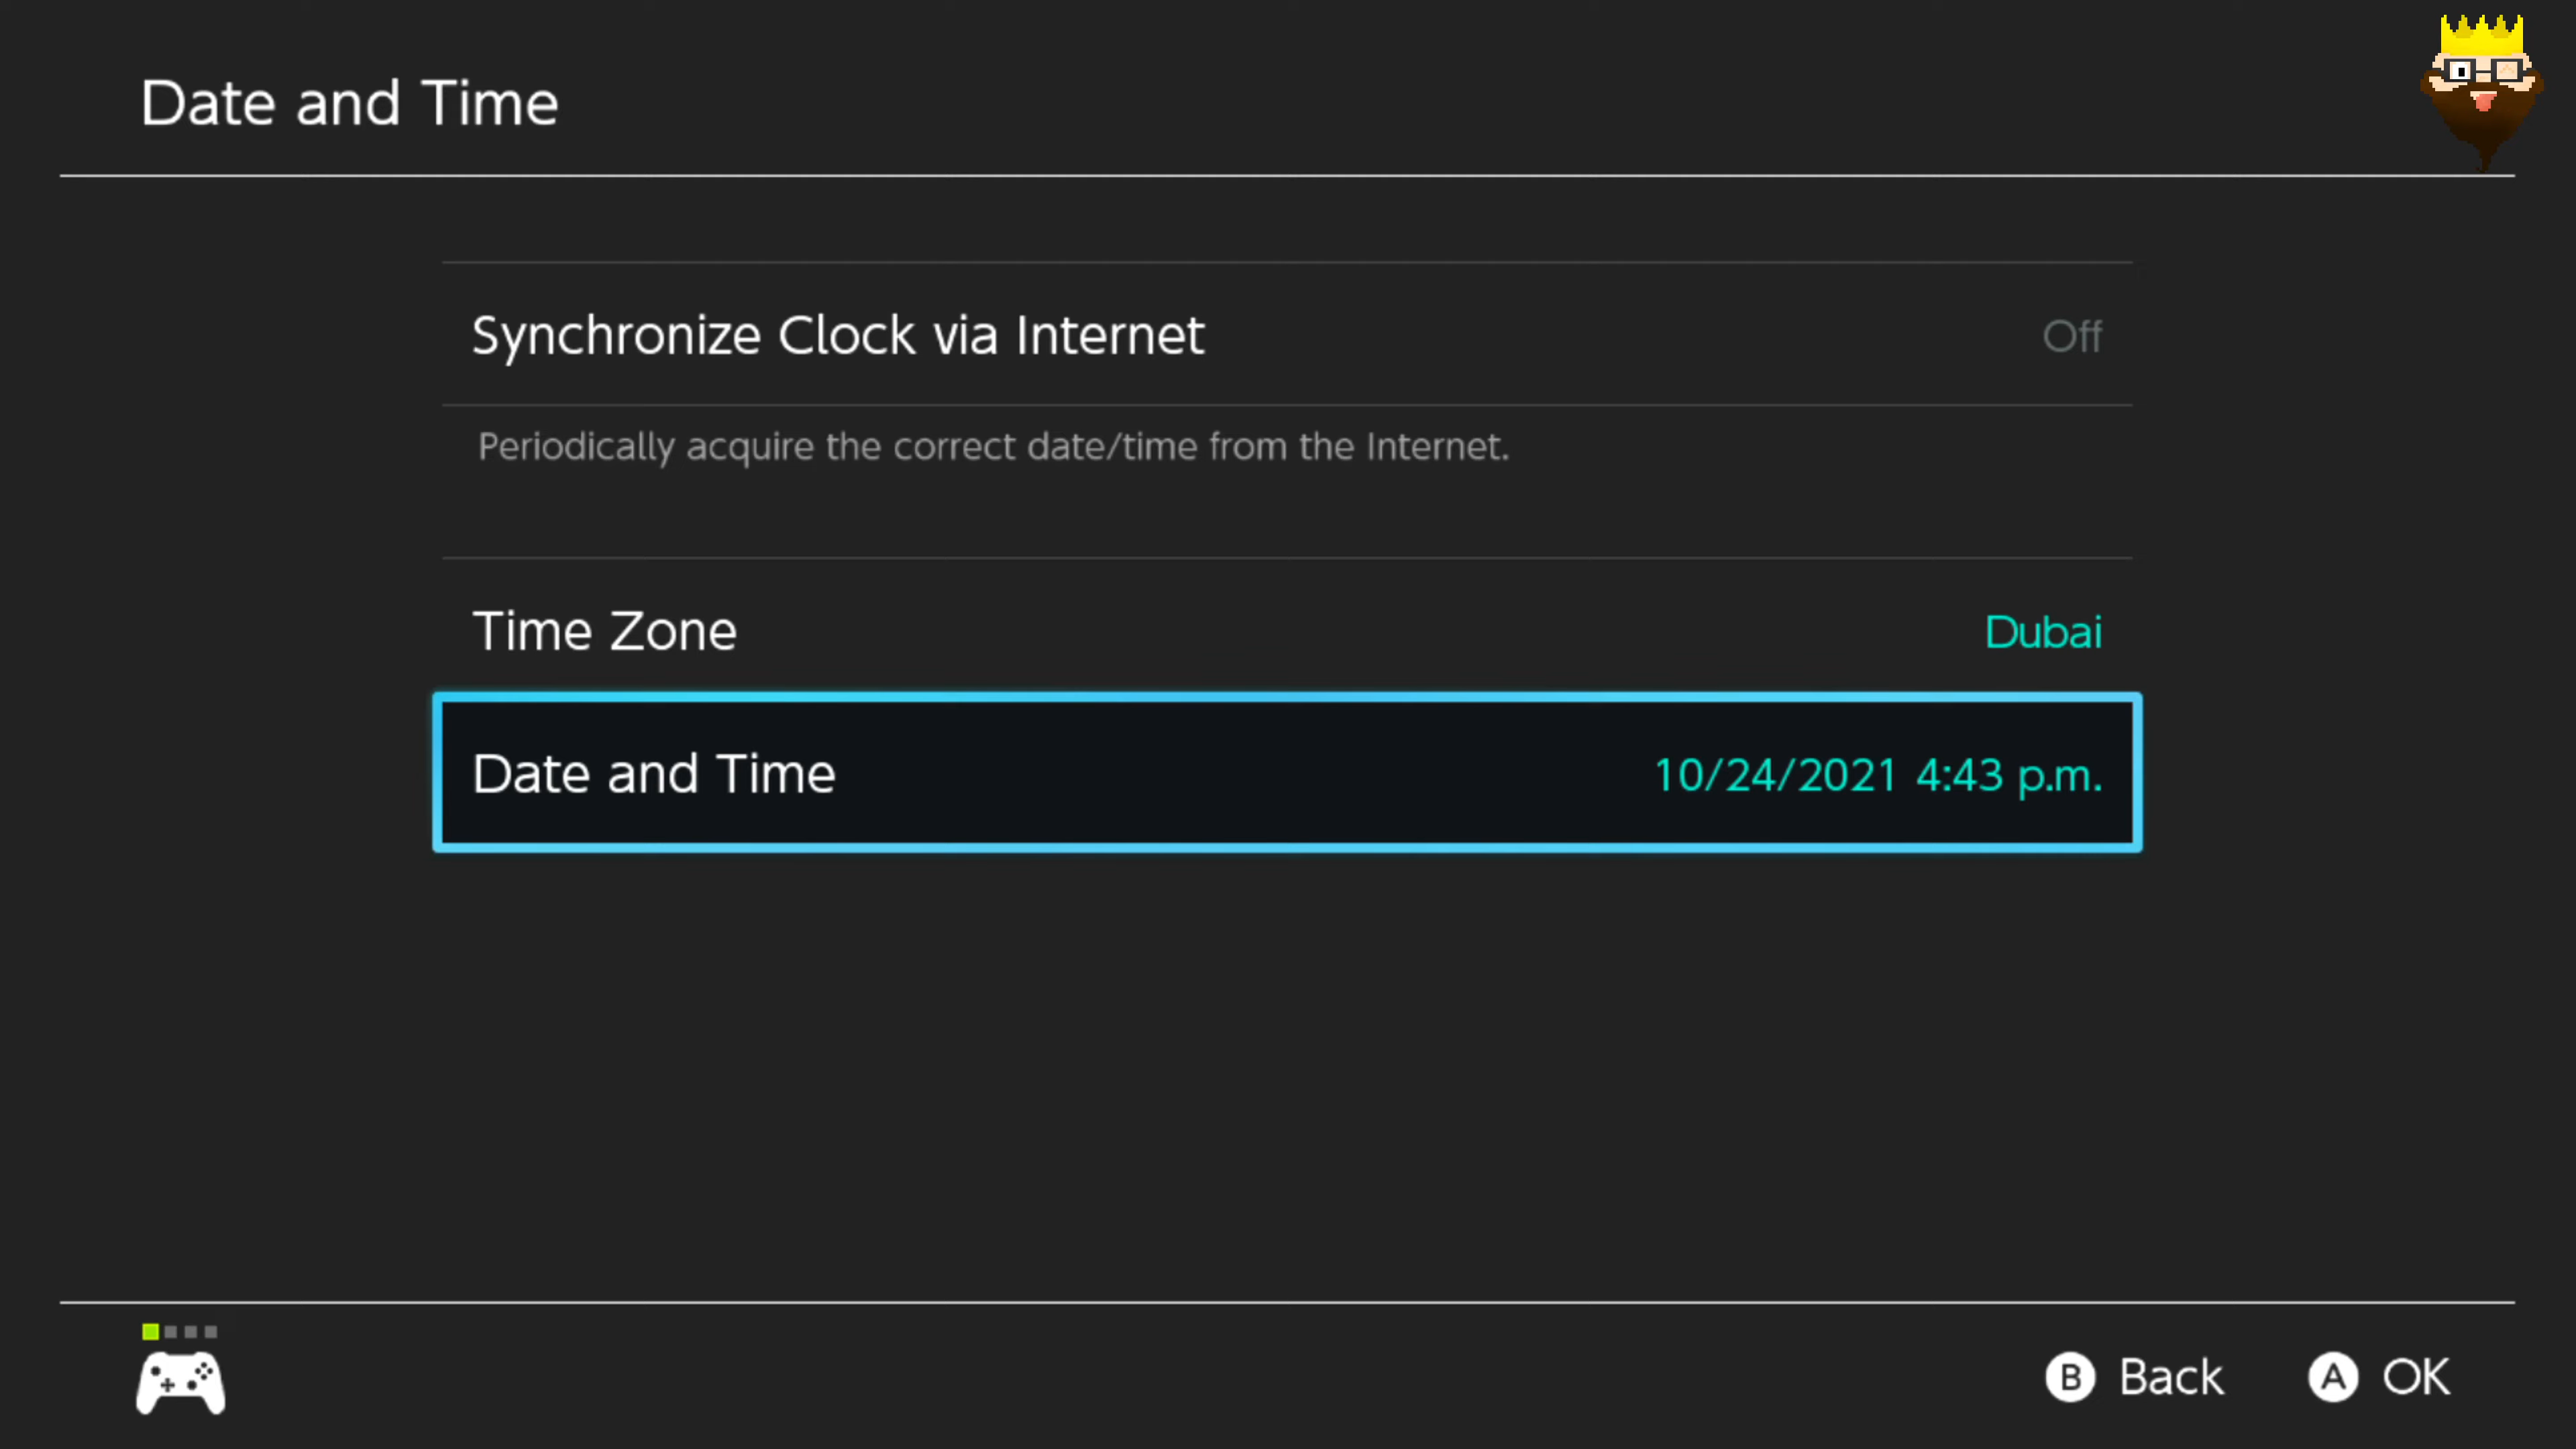 Date and Time
Synchronize Clock via Internet Off
Periodically acquire the correct date/time from the Internet.
Time Zone Dubai
Date and Time 10/24/2021 4:43 p.m.
B Back A OK